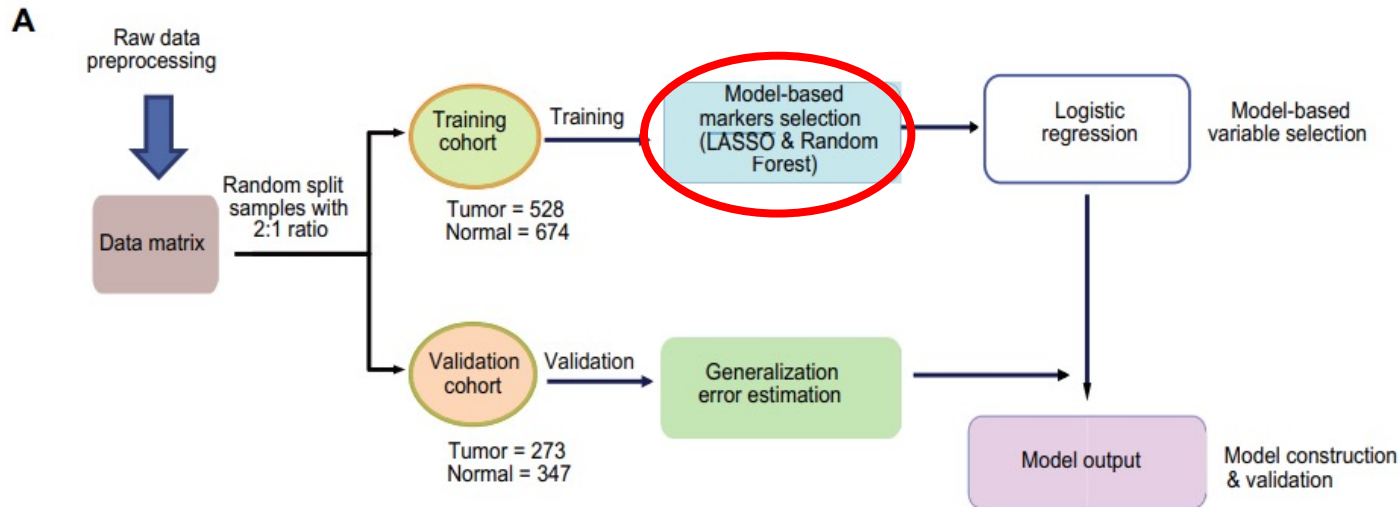 A
Raw data
preprocessing
Data matrix
Random split
samples with
2:1 ratio
Training
cohort
Tumor = 528
Normal = 674
Training
Model-based
markers selection
(LASSO & Random
Forest)
Logistic
regression
Model-based
variable selection
Validation
cohort
Tumor = 273
Normal = 347
Validation
Generalization
error estimation
Model output
Model construction
& validation